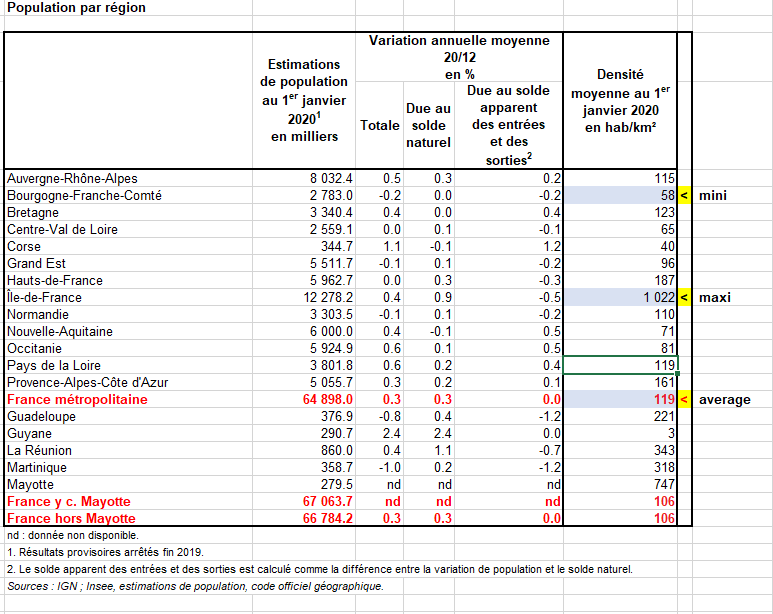 Population par région
Estimations de population au 1er janvier 2020¹ en milliers
Variation annuelle moyenne 20/12 en %
Totale
Due au solde naturel
Due au solde apparent des entrées et des sorties²
Densité moyenne au 1er janvier 2020 en hab/km²
Auvergne-Rhône-Alpes 8 032.4 0.5 0.3 0.2 115
Bourgogne-Franche-Comté 2 783.0 -0.2 0.0 -0.2 58 < mini
Bretagne 3 340.4 0.4 0.0 0.4 123
Centre-Val de Loire 2 559.1 0.0 0.1 -0.1 65
Corse 344.7 1.1 -0.1 1.2 40
Grand Est 5 511.7 -0.1 0.1 -0.2 96
Hauts-de-France 5 962.7 0.0 0.3 -0.3 187
Île-de-France 12 278.2 0.4 0.9 -0.5 1 022 < maxi
Normandie 3 303.5 -0.1 0.1 -0.2 110
Nouvelle-Aquitaine 6 000.0 0.4 -0.1 0.5 71
Occitanie 5 924.9 0.6 0.1 0.5 81
Pays de la Loire 3 801.8 0.6 0.2 0.4 119
Provence-Alpes-Côte d'Azur 5 055.7 0.3 0.2 0.1 161
France métropolitaine 64 898.0 0.3 0.3 0.0 119 < average
Guadeloupe 376.9 -0.8 0.4 -1.2 221
Guyane 290.7 2.4 2.4 0.0 3
La Réunion 860.0 0.4 1.1 -0.7 343
Martinique 358.7 -1.0 0.2 -1.2 318
Mayotte 279.5 nd nd nd 747
France y c. Mayotte 67 063.7 nd nd nd 106
France hors Mayotte 66 784.2 0.3 0.3 0.0 106
nd : donnée non disponible.
1. Résultats provisoires arrêtés fin 2019.
2. Le solde apparent des entrées et des sorties est calculé comme la différence entre la variation de population et le solde naturel.
Sources : IGN ; Insee, estimations de population, code officiel géographique.